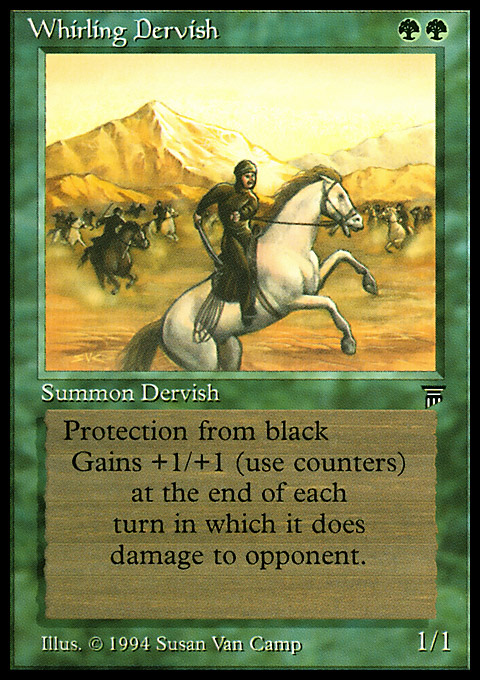 Whirling Dervish
SVC
Summon Dervish
Protection from black
Gains +1/+1 (use counters)
at the end of each
turn in which it does
damage to opponent.
Illus. © 1994 Susan Van Camp
1/1